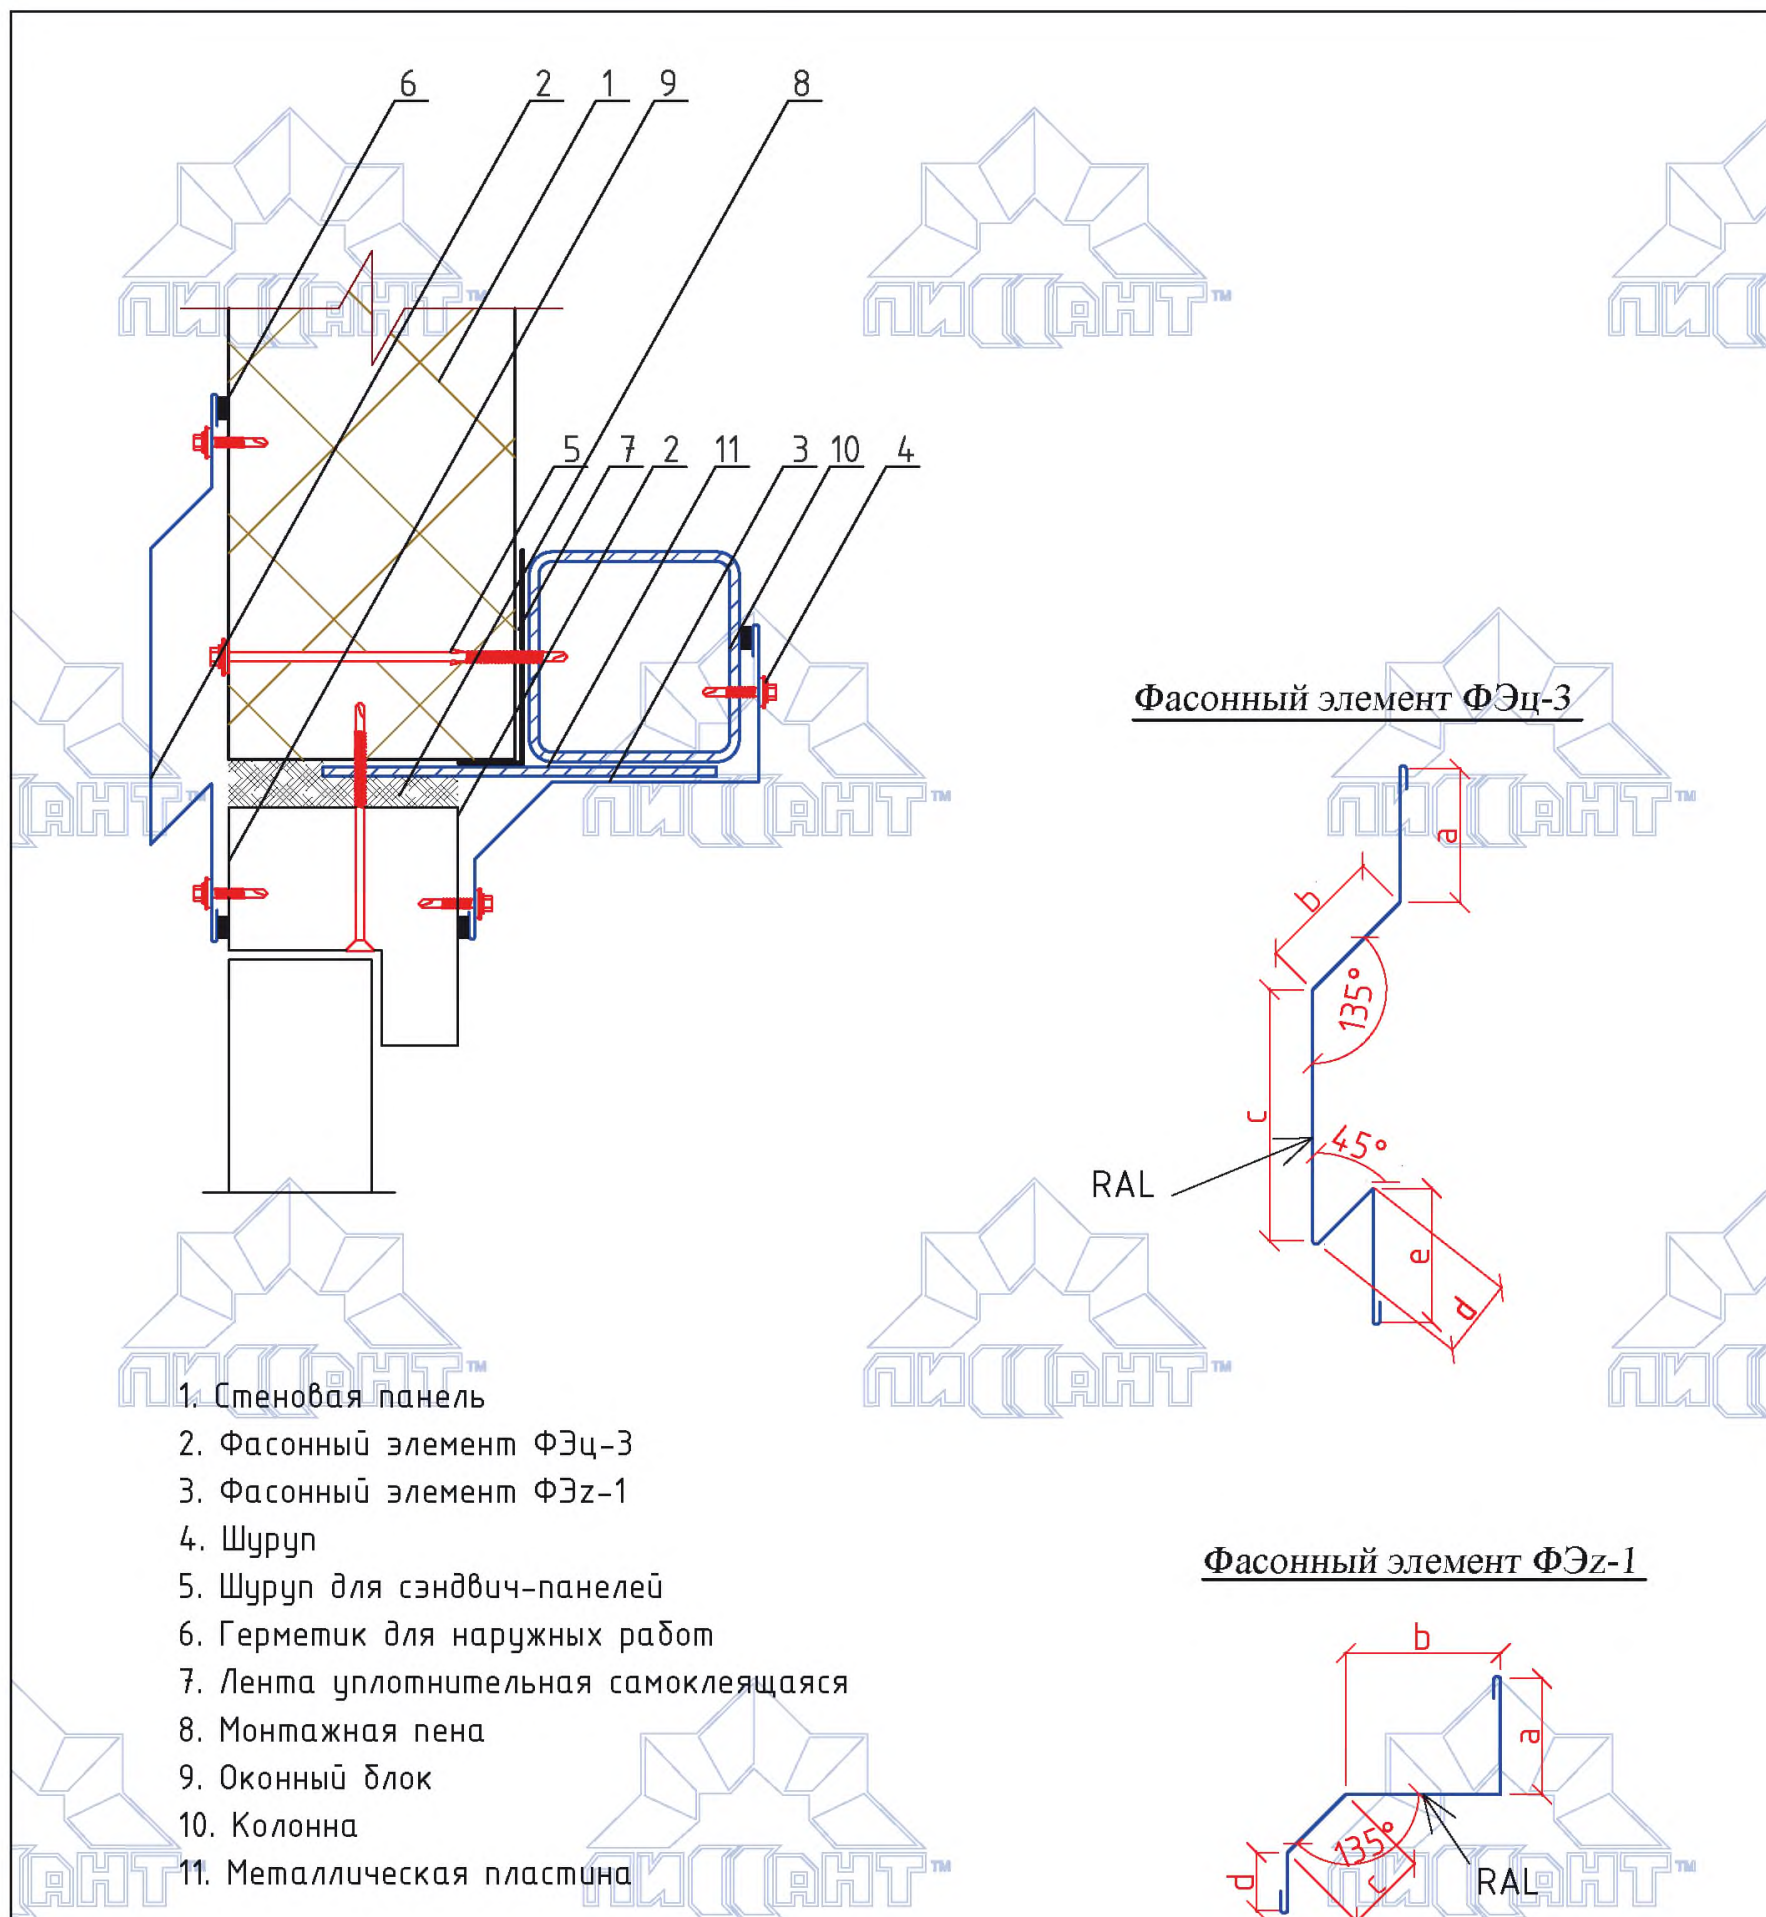 6 2 1 9 8
5 7 2 11 3 10 4
ПИССАНТ™
ПИССАНТ™
Фасонный элемент ФЭц-3
a
b
135°
c
45°
RAL
e
d
1. Стеновая панель
2. Фасонный элемент ФЭц-3
3. Фасонный элемент ФЭz-1
4. Шуруп
5. Шуруп для сэндвич-панелей
6. Герметик для наружных работ
7. Лента уплотнительная самоклеящаяся
8. Монтажная пена
9. Оконный блок
10. Колонна
11. Металлическая пластина
Фасонный элемент ФЭz-1
b
a
135°
d
c
RAL